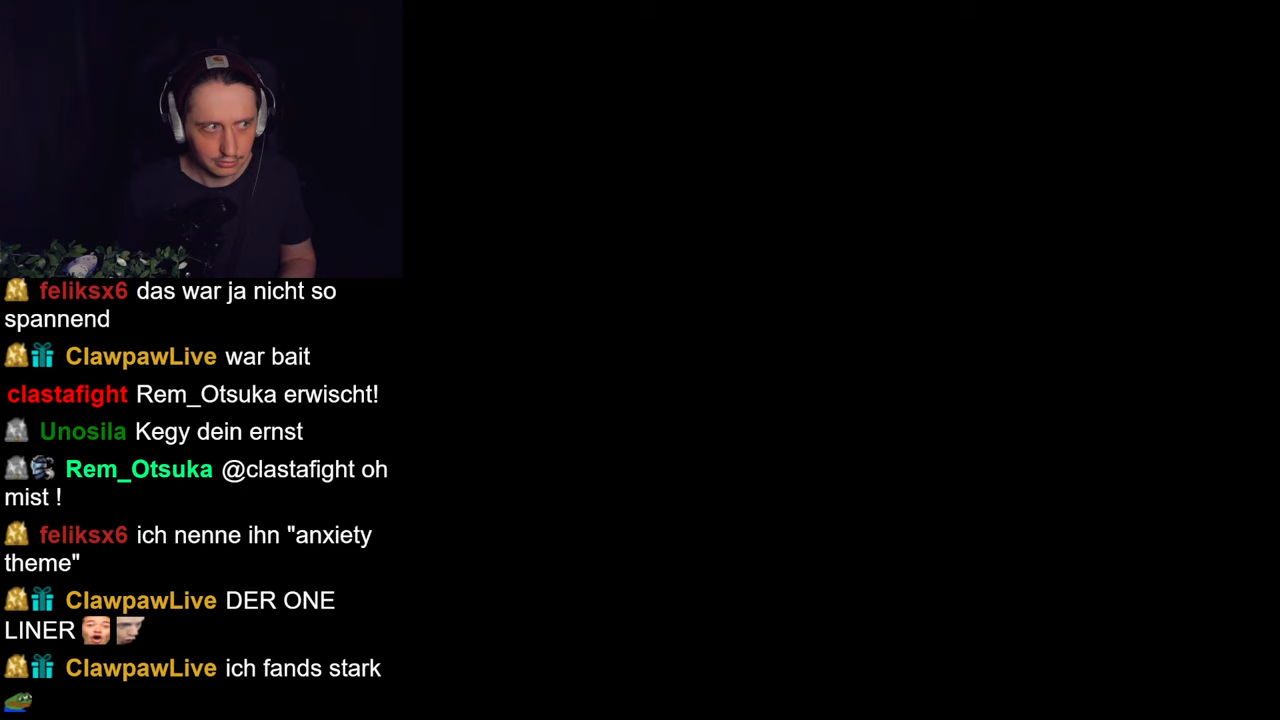 feliksx6 das war ja nicht so
spannend
ClawpawLive war bait
clastafight Rem_Otsuka erwischt!
Unosila Kegy dein ernst
Rem_Otsuka @clastafight oh
mist !
feliksx6 ich nenne ihn "anxiety
theme"
ClawpawLive DER ONE
LINER
ClawpawLive ich fands stark